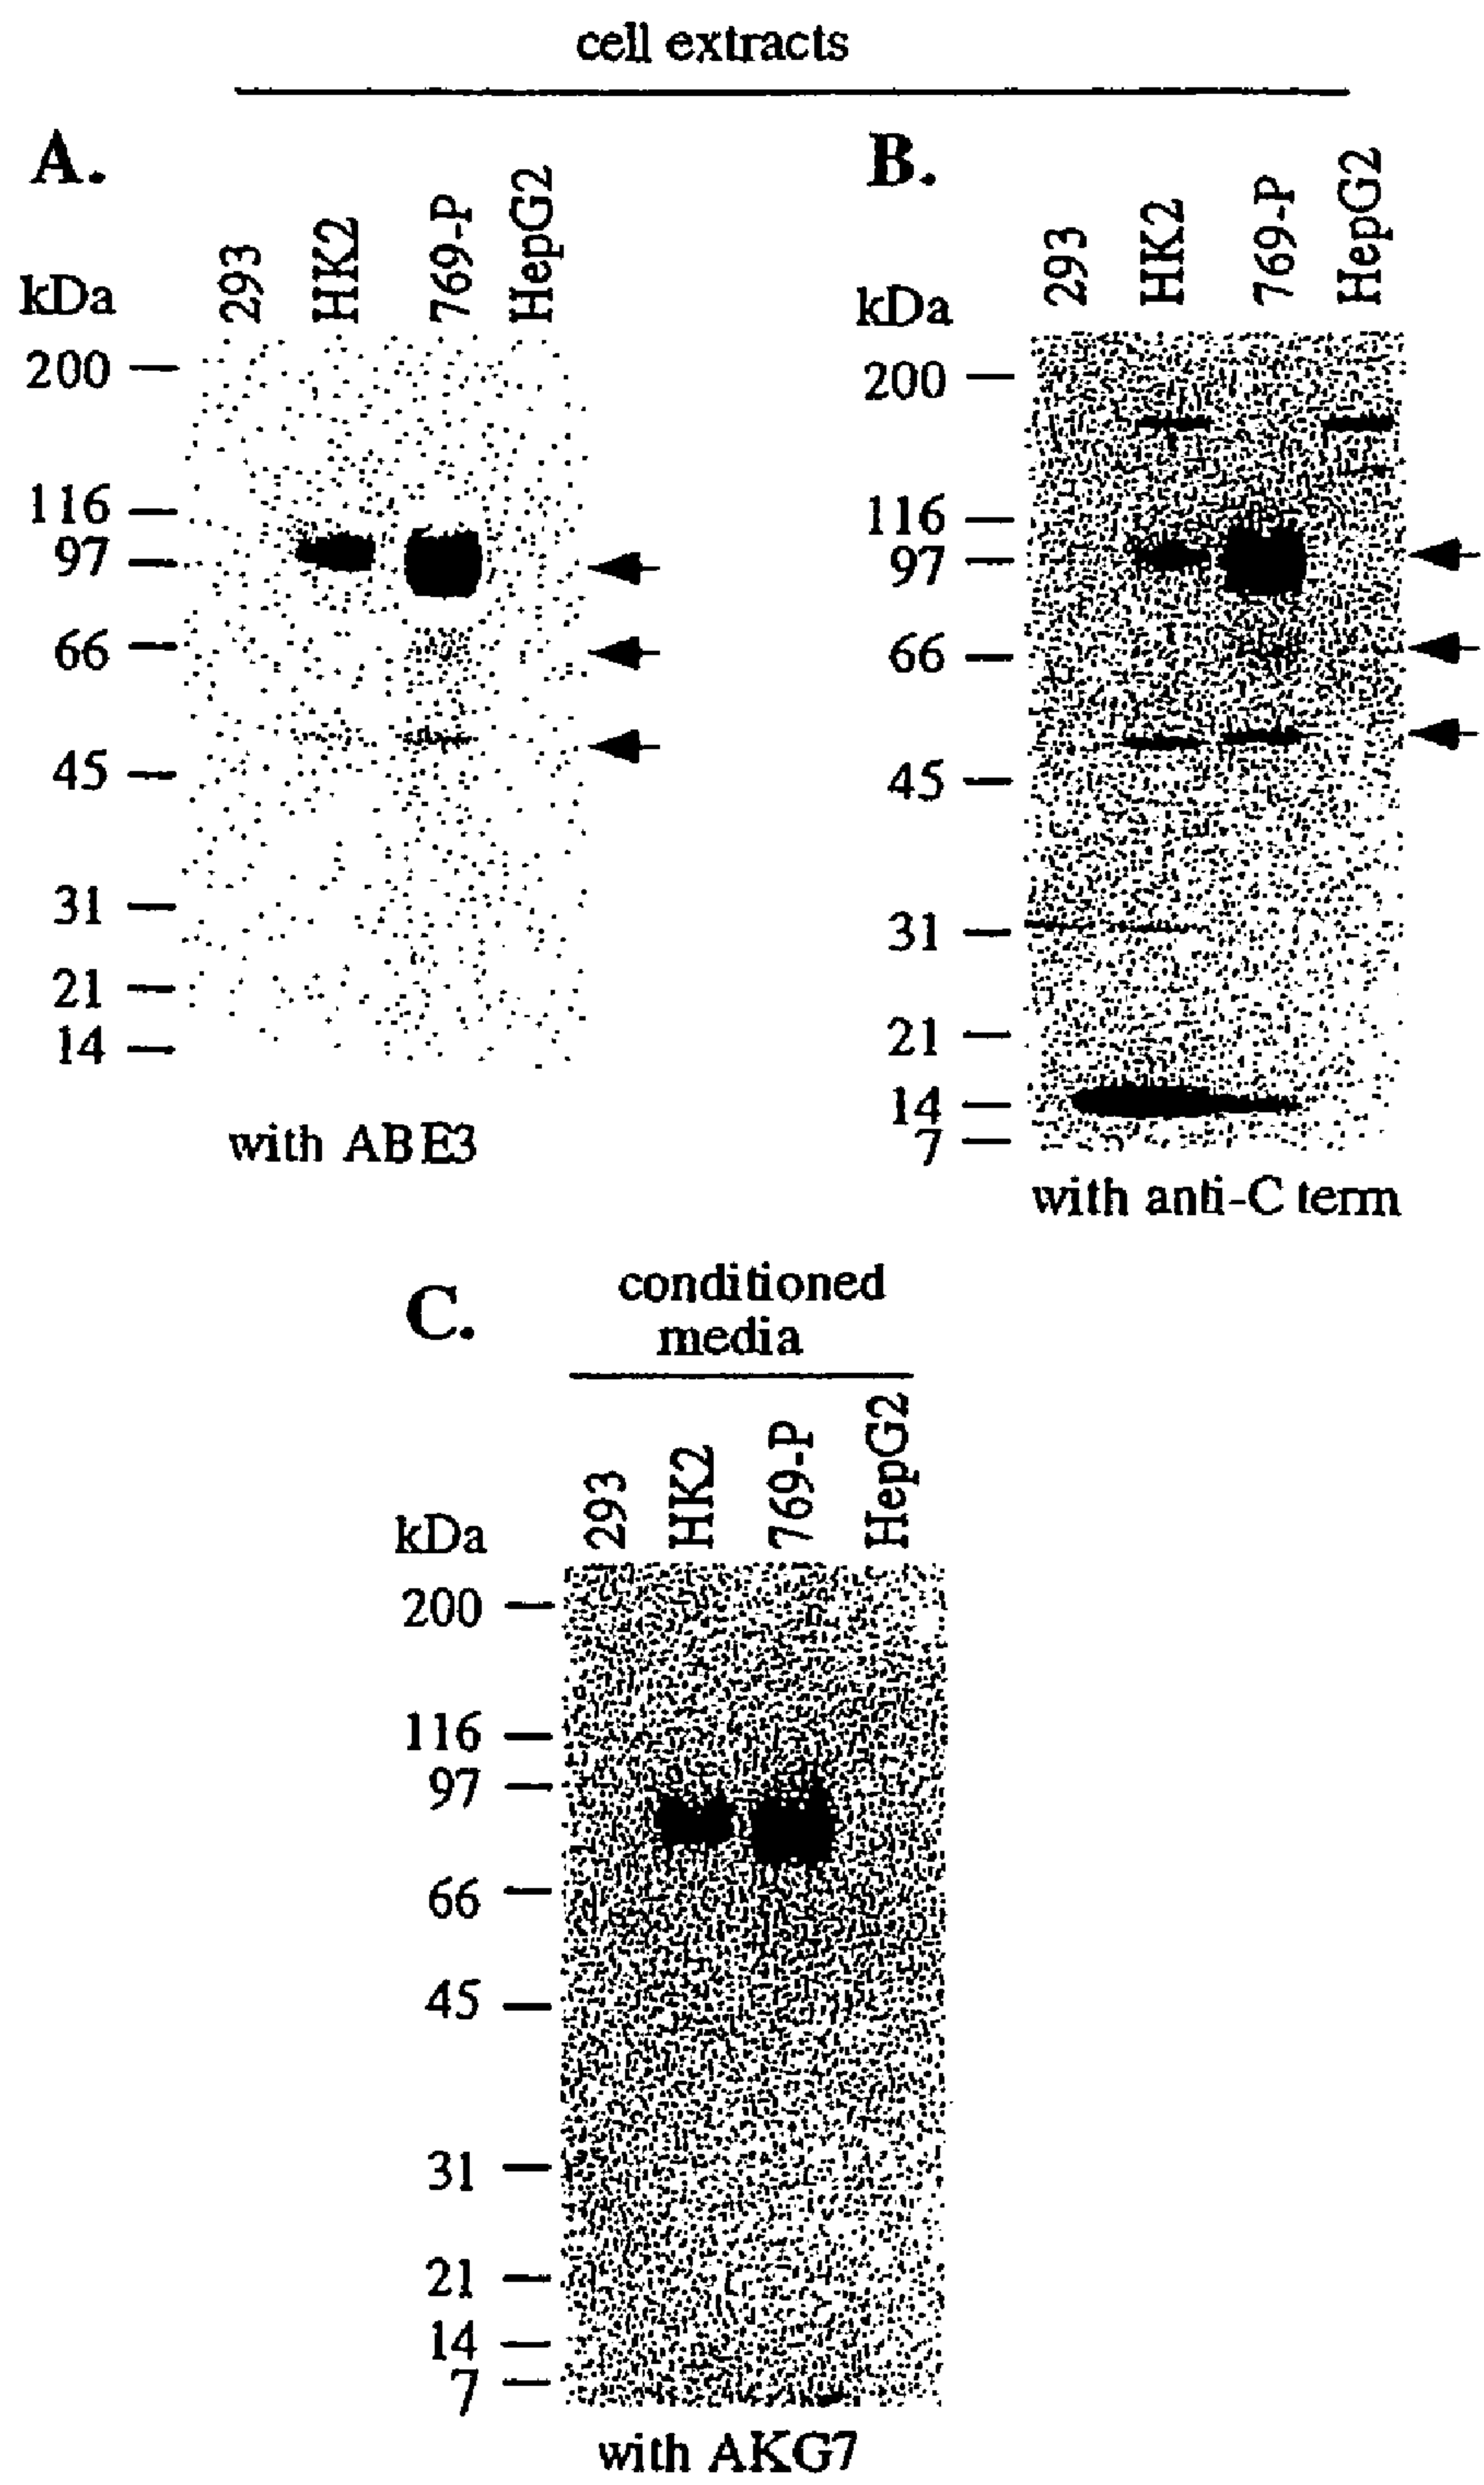 cell extracts
A.
293
HK2
769-P
HepG2
kDa
200
116
97
66
45
31
21
14
with ABE3
B.
293
HK2
769-P
HepG2
kDa
200
116
97
66
45
31
21
14
7
with anti-C term
C.
conditioned
media
293
HK2
769-P
HepG2
kDa
200
116
97
66
45
31
21
14
7
with AKG7